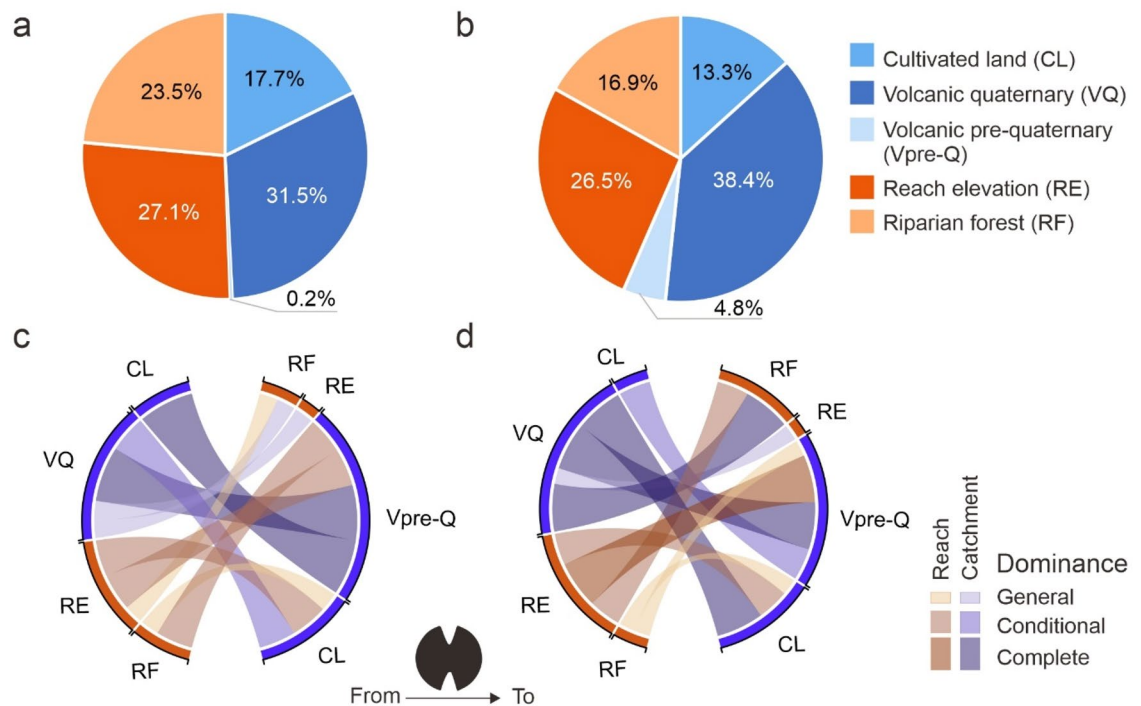 a
23.5%
17.7%
27.1%
31.5%
0.2%
b
16.9%
13.3%
26.5%
38.4%
4.8%
Cultivated land (CL)
Volcanic quaternary (VQ)
Volcanic pre-quaternary
(Vpre-Q)
Reach elevation (RE)
Riparian forest (RF)
c
CL
RF
RE
VQ
Vpre-Q
RE
RF
CL
d
CL
RF
RE
VQ
Vpre-Q
RE
RF
CL
From
To
Reach
Catchment
Dominance
General
Conditional
Complete